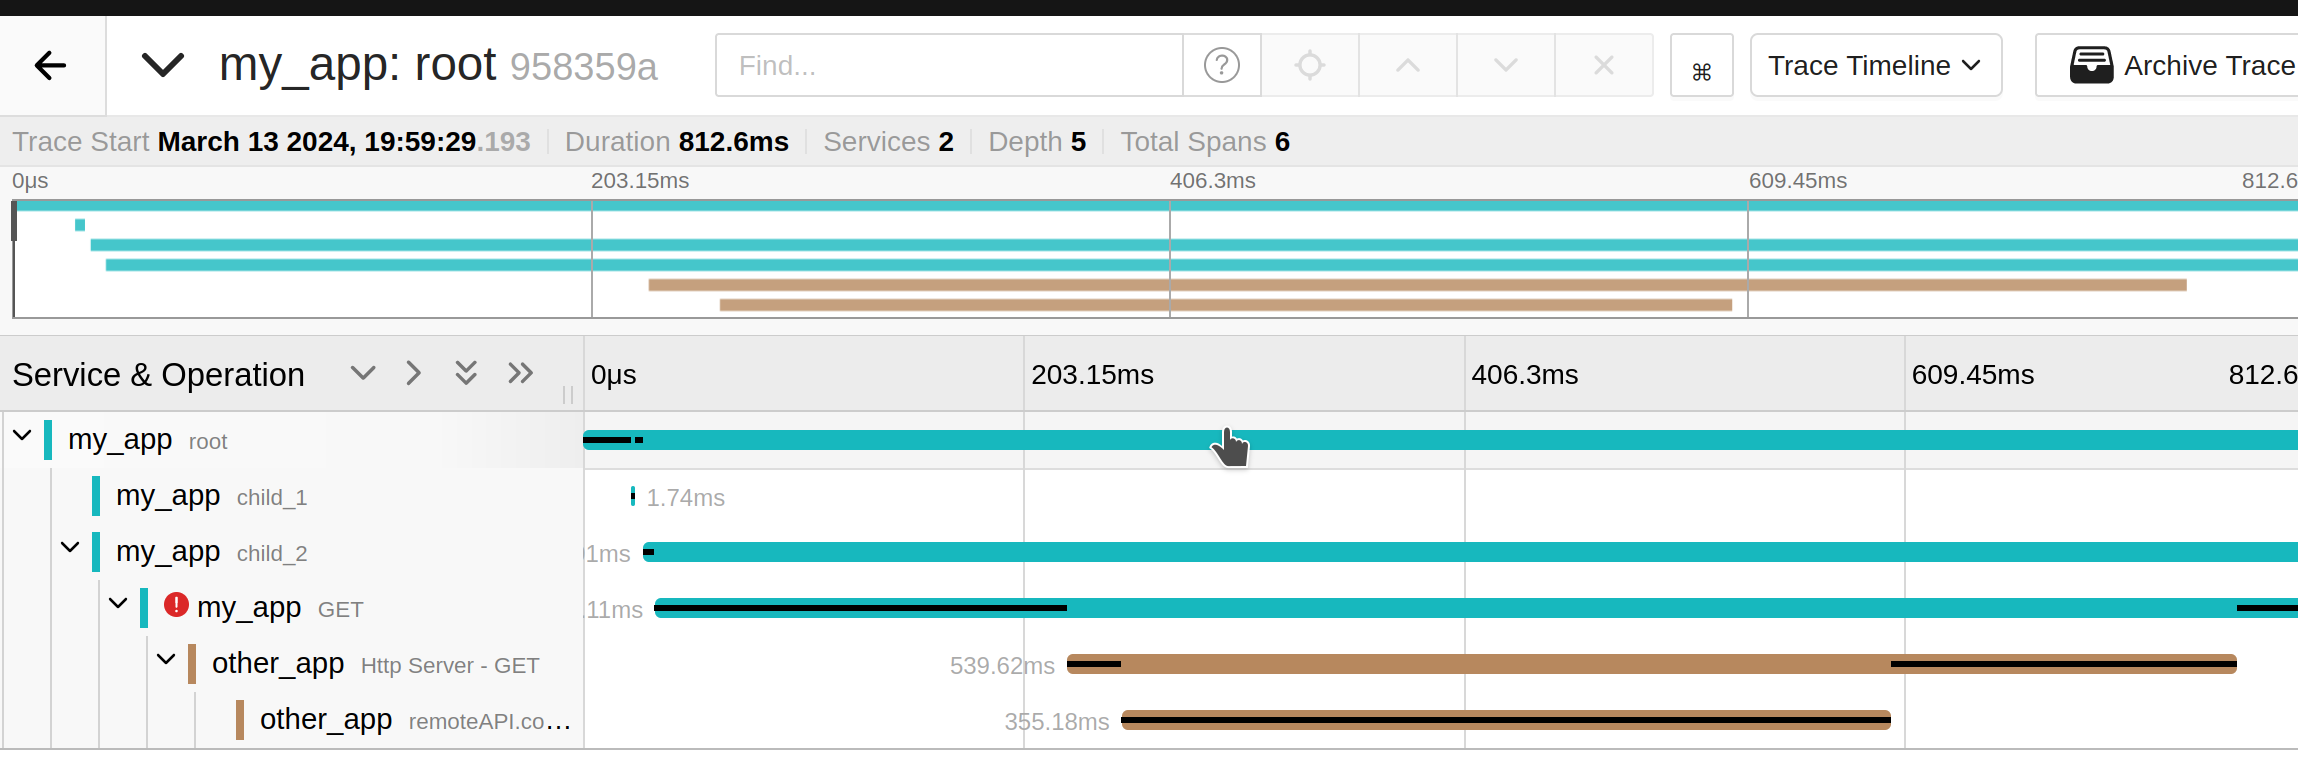 my_app: root 958359a Find... ? ⌘ Trace Timeline Archive Trace
Trace Start March 13 2024, 19:59:29.193 Duration 812.6ms Services 2 Depth 5 Total Spans 6
0μs 203.15ms 406.3ms 609.45ms 812.6
Service & Operation 0μs 203.15ms 406.3ms 609.45ms 812.6
my_app root
my_app child_1 1.74ms
my_app child_2 1ms
! my_app GET .11ms
other_app Http Server - GET 539.62ms
other_app remoteAPI.co… 355.18ms